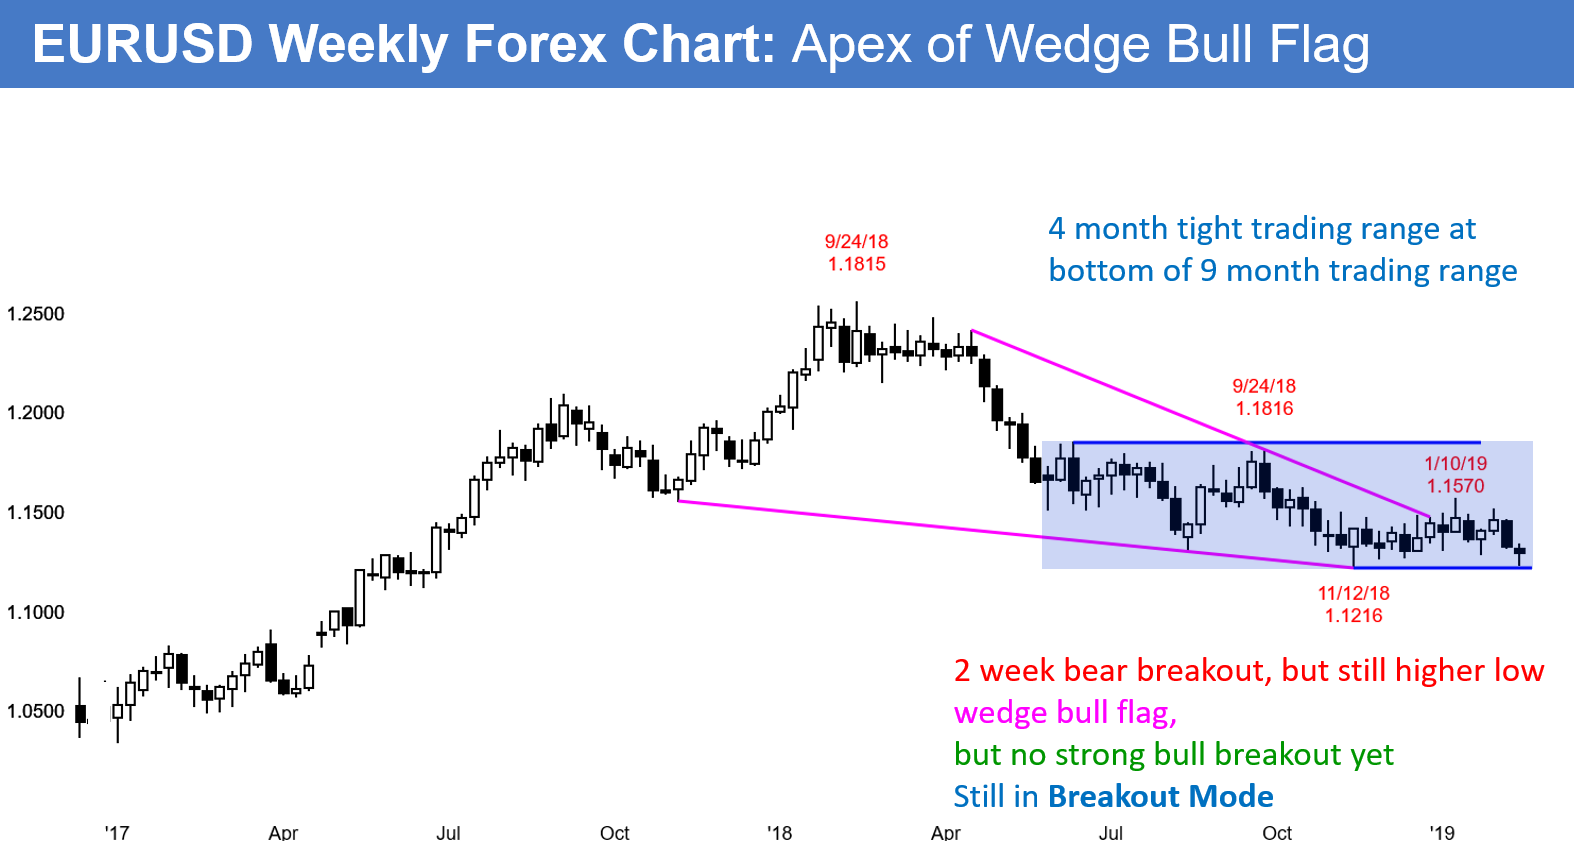 EURUSD Weekly Forex Chart: Apex of Wedge Bull Flag
4 month tight trading range at
bottom of 9 month trading range
9/24/18
1.1815
1.2500
9/24/18
1.1816
1.2000
1/10/19
1.1570
1.1500
11/12/18
1.1216
1.1000
2 week bear breakout, but still higher low
wedge bull flag,
1.0500
but no strong bull breakout yet
Still in Breakout Mode
'17 Apr Jul Oct '18 Apr Jul Oct '19